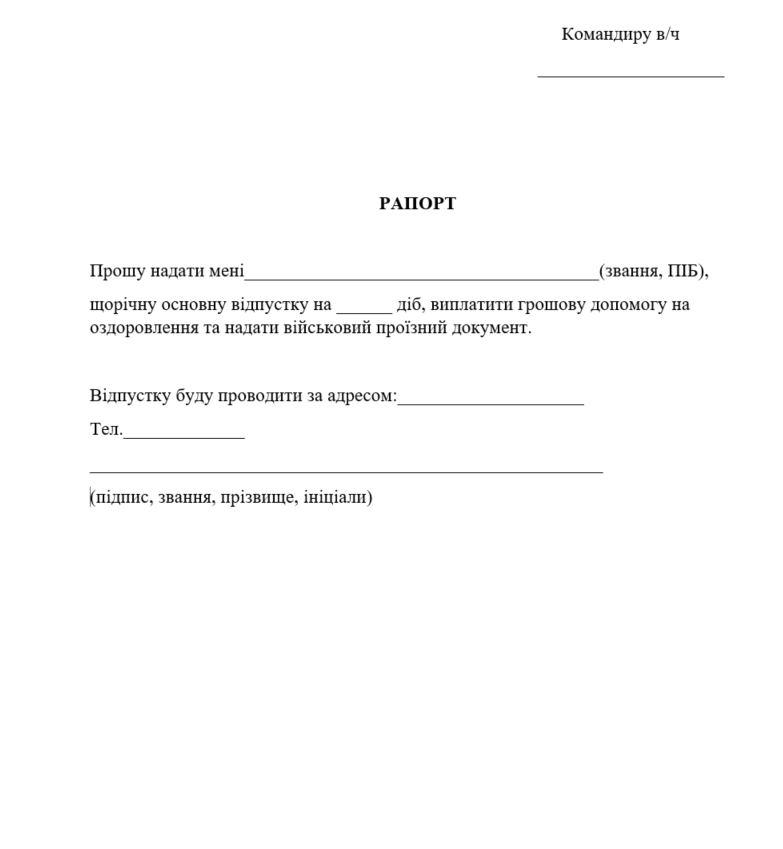 Командиру в/ч
____________________
РАПОРТ
Прошу надати мені______________________________________(звання, ПІБ),
щорічну основну відпустку на ______ діб, виплатити грошову допомогу на
оздоровлення та надати військовий проїзний документ.
Відпустку буду проводити за адресом:____________________
Тел._____________
_______________________________________________________
(підпис, звання, прізвище, ініціали)